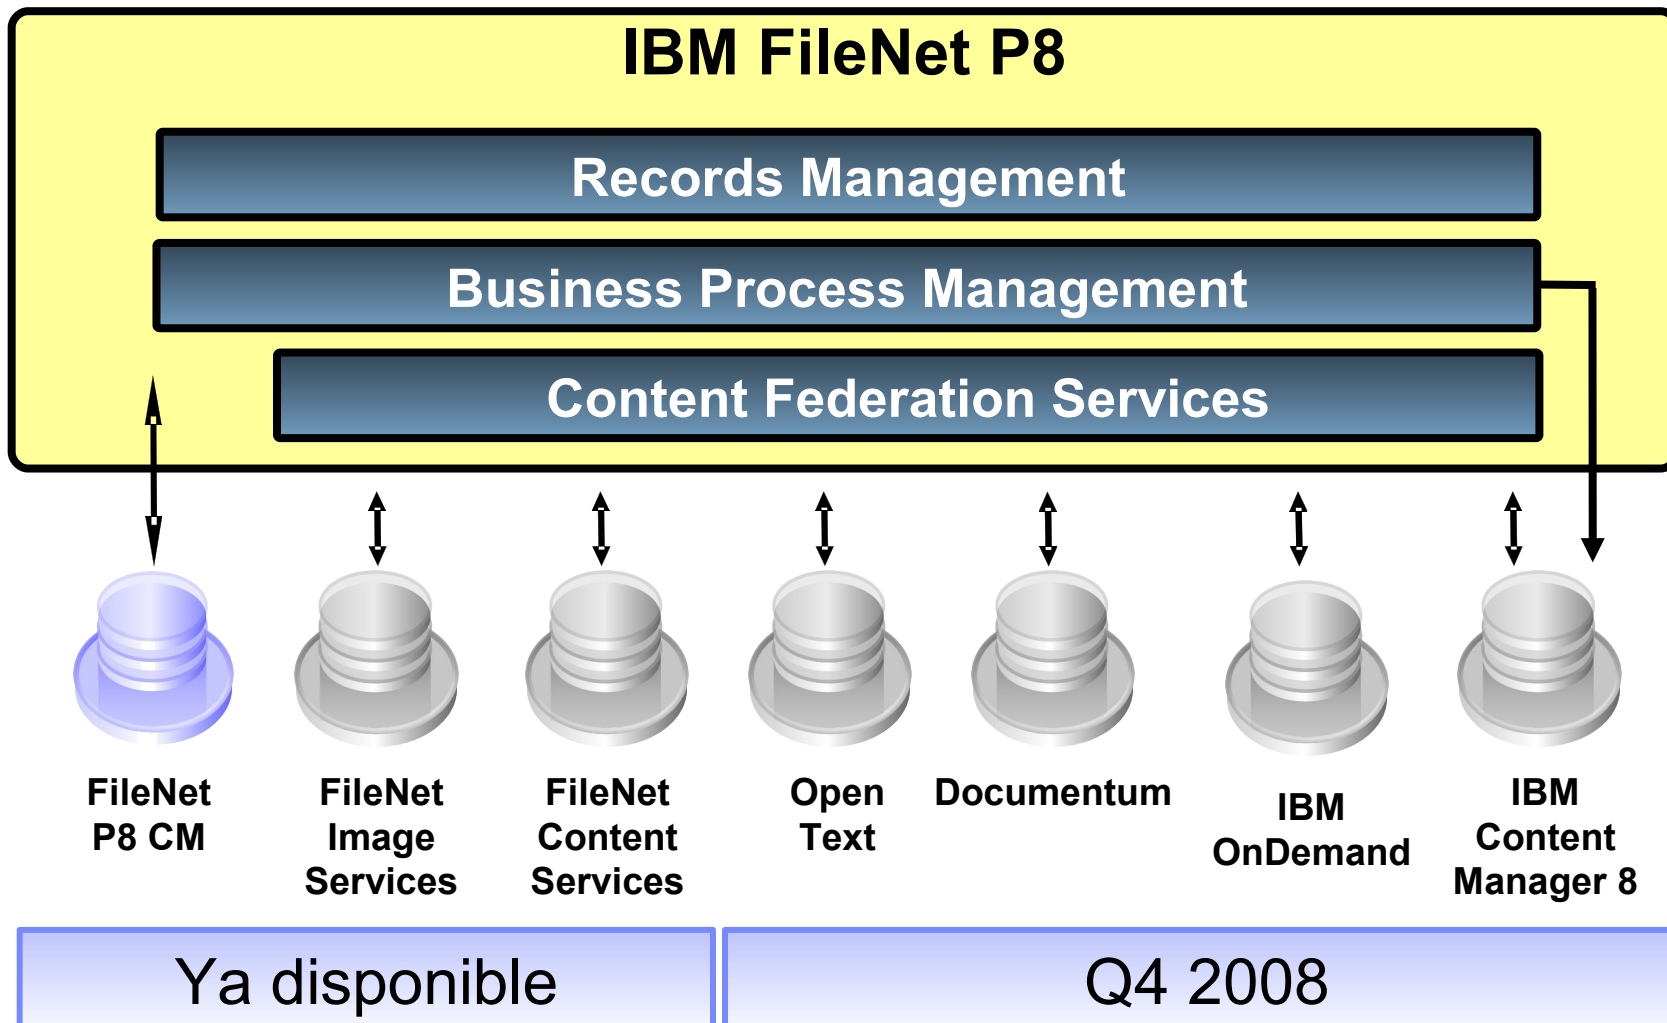 IBM FileNet P8
Records Management
Business Process Management
Content Federation Services
FileNet
P8 CM
FileNet
Image
Services
FileNet
Content
Services
Open
Text
Documentum
IBM
OnDemand
IBM
Content
Manager 8
Ya disponible
Q4 2008